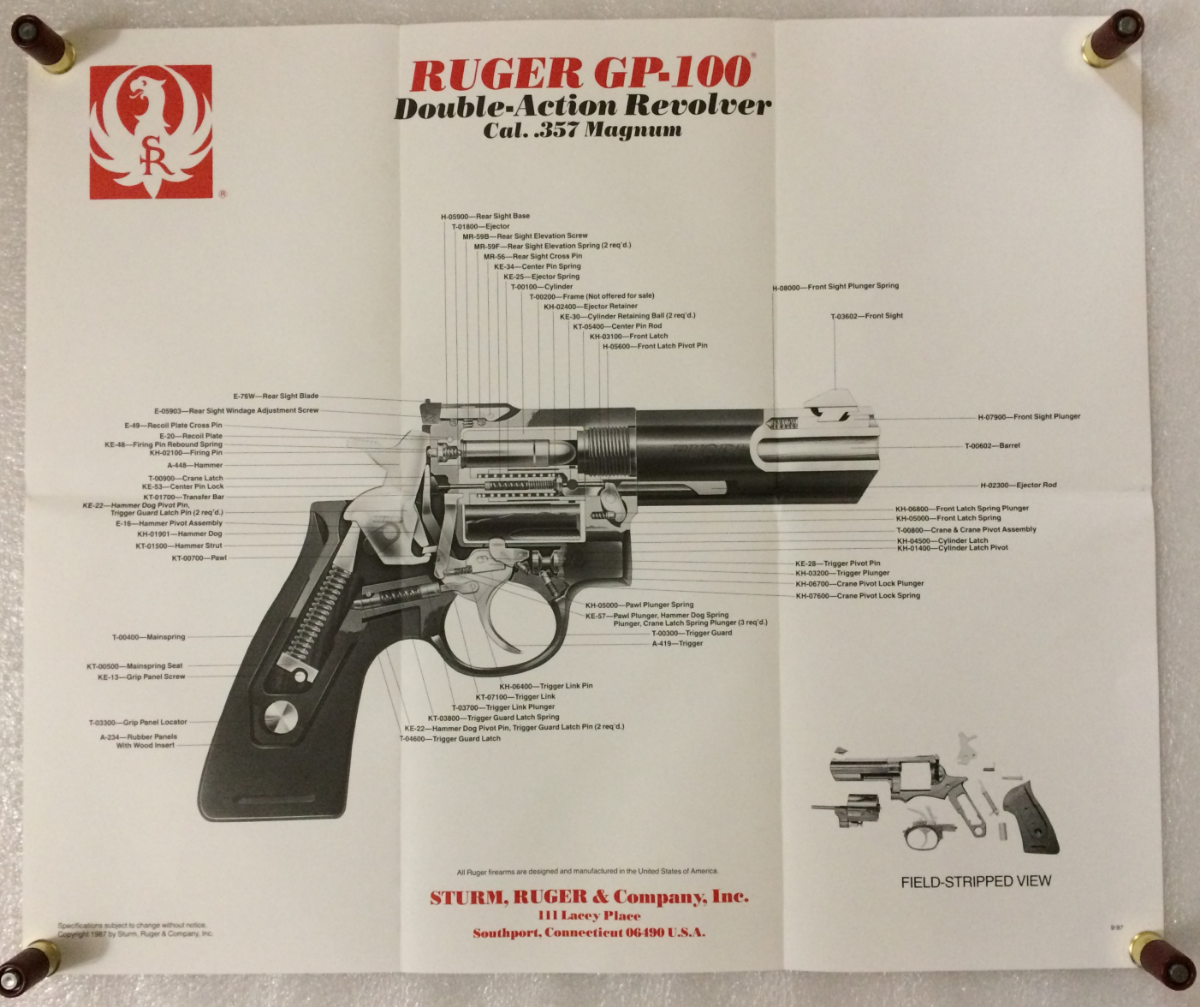 RUGER GP-100®
Double-Action Revolver
Cal. .357 Magnum
SR
®
H-05900—Rear Sight Base
T-01800—Ejector
MR-59B—Rear Sight Elevation Screw
MR-59F—Rear Sight Elevation Spring (2 req'd.)
MR-56—Rear Sight Cross Pin
KE-34—Center Pin Spring
KE-25—Ejector Spring
T-00100—Cylinder
T-00200—Frame (Not offered for sale)
KH-02400—Ejector Retainer
KE-30—Cylinder Retaining Ball (2 req'd.)
KT-05400—Center Pin Rod
KH-03100—Front Latch
H-05600—Front Latch Pivot Pin
H-08000—Front Sight Plunger Spring
T-03602—Front Sight
E-76W—Rear Sight Blade
E-05903—Rear Sight Windage Adjustment Screw
E-49—Recoil Plate Cross Pin
E-20—Recoil Plate
KE-48—Firing Pin Rebound Spring
KH-02100—Firing Pin
A-448—Hammer
T-00900—Crane Latch
KE-53—Center Pin Lock
KT-01700—Transfer Bar
KE-22—Hammer Dog Pivot Pin,
Trigger Guard Latch Pin (2 req'd.)
E-16—Hammer Pivot Assembly
KH-01901—Hammer Dog
KT-01500—Hammer Strut
KT-00700—Pawl
H-07900—Front Sight Plunger
T-00602—Barrel
H-02300—Ejector Rod
KH-06800—Front Latch Spring Plunger
KH-05000—Front Latch Spring
T-00800—Crane & Crane Pivot Assembly
KH-04500—Cylinder Latch
KH-01400—Cylinder Latch Pivot
KE-28—Trigger Pivot Pin
KH-03200—Trigger Plunger
KH-06700—Crane Pivot Lock Plunger
KH-07600—Crane Pivot Lock Spring
KH-05000—Pawl Plunger Spring
KE-57—Pawl Plunger, Hammer Dog Spring
Plunger, Crane Latch Spring Plunger (3 req'd.)
T-00300—Trigger Guard
A-419—Trigger
T-00400—Mainspring
KT-00500—Mainspring Seat
KE-13—Grip Panel Screw
T-03300—Grip Panel Locator
A-234—Rubber Panels
With Wood Insert
KH-06400—Trigger Link Pin
KT-07100—Trigger Link
T-03700—Trigger Link Plunger
KT-03800—Trigger Guard Latch Spring
KE-22—Hammer Dog Pivot Pin, Trigger Guard Latch Pin (2 req'd.)
T-04600—Trigger Guard Latch
FIELD-STRIPPED VIEW
All Ruger firearms are designed and manufactured in the United States of America.
STURM, RUGER & Company, Inc.
111 Lacey Place
Southport, Connecticut 06490 U.S.A.
Specifications subject to change without notice.
Copyright 1987 by Sturm, Ruger & Company, Inc.
9/87